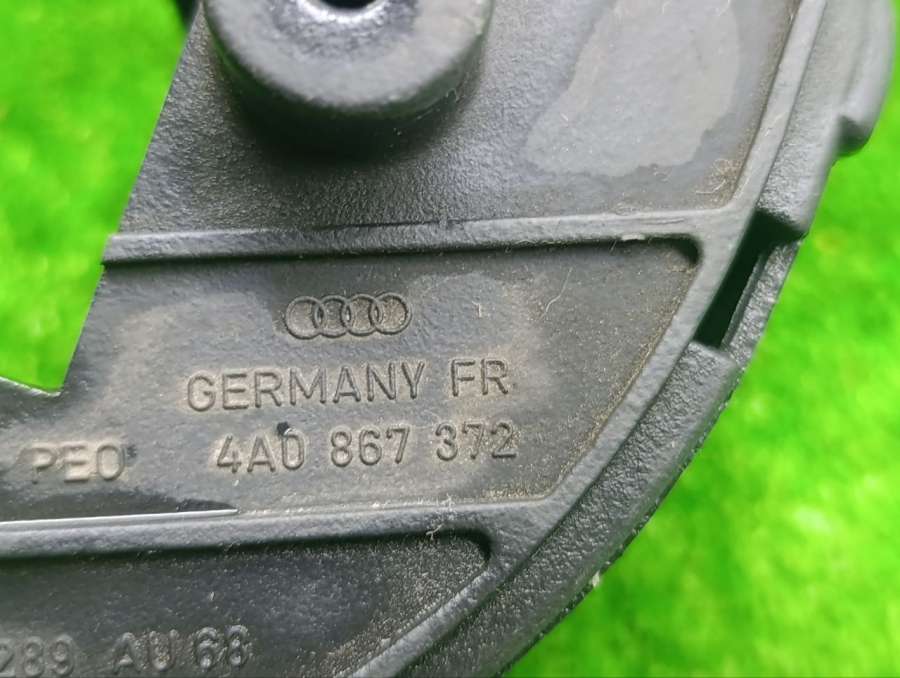 GERMANY FR
PEO 4A0 867 372
289 AU 68